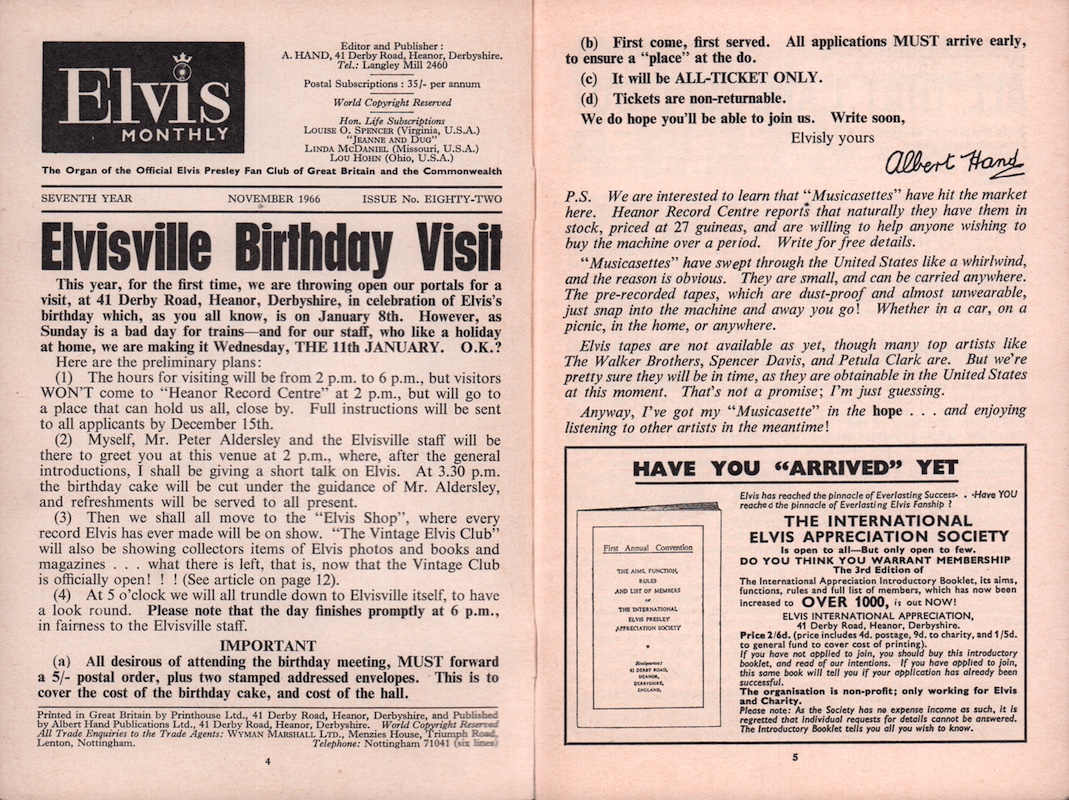 Elvis
MONTHLY
Editor and Publisher :
A. HAND, 41 Derby Road, Heanor, Derbyshire.
Tel.: Langley Mill 2460
Postal Subscriptions : 35/- per annum
World Copyright Reserved
Hon. Life Subscriptions
LOUISE O. SPENCER (Virginia, U.S.A.)
"JEANNE AND DUG"
LINDA MCDANIEL (Missouri, U.S.A.)
LOU HOHN (Ohio, U.S.A.)
The Organ of the Official Elvis Presley Fan Club of Great Britain and the Commonwealth
SEVENTH YEAR NOVEMBER 1966 ISSUE No. EIGHTY-TWO
Elvisville Birthday Visit
This year, for the first time, we are throwing open our portals for a
visit, at 41 Derby Road, Heanor, Derbyshire, in celebration of Elvis's
birthday which, as you all know, is on January 8th. However, as
Sunday is a bad day for trains—and for our staff, who like a holiday
at home, we are making it Wednesday, THE 11th JANUARY. O.K.?
Here are the preliminary plans:
(1) The hours for visiting will be from 2 p.m. to 6 p.m., but visitors
WON'T come to "Heanor Record Centre" at 2 p.m., but will go to
a place that can hold us all, close by. Full instructions will be sent
to all applicants by December 15th.
(2) Myself, Mr. Peter Aldersley and the Elvisville staff will be
there to greet you at this venue at 2 p.m., where, after the general
introductions, I shall be giving a short talk on Elvis. At 3.30 p.m.
the birthday cake will be cut under the guidance of Mr. Aldersley,
and refreshments will be served to all present.
(3) Then we shall all move to the "Elvis Shop", where every
record Elvis has ever made will be on show. "The Vintage Elvis Club"
will also be showing collectors items of Elvis photos and books and
magazines . . . what there is left, that is, now that the Vintage Club
is officially open! ! ! (See article on page 12).
(4) At 5 o'clock we will all trundle down to Elvisville itself, to have
a look round. Please note that the day finishes promptly at 6 p.m.,
in fairness to the Elvisville staff.
IMPORTANT
(a) All desirous of attending the birthday meeting, MUST forward
a 5/- postal order, plus two stamped addressed envelopes. This is to
cover the cost of the birthday cake, and cost of the hall.
Printed in Great Britain by Printhouse Ltd., 41 Derby Road, Heanor, Derbyshire, and Published
by Albert Hand Publications Ltd., 41 Derby Road, Heanor, Derbyshire. World Copyright Reserved
All Trade Enquiries to the Trade Agents: WYMAN MARSHALL LTD., Menzies House, Triumph Road,
Lenton, Nottingham. Telephone: Nottingham 71041 (six lines)
4
(b) First come, first served. All applications MUST arrive early,
to ensure a "place" at the do.
(c) It will be ALL-TICKET ONLY.
(d) Tickets are non-returnable.
We do hope you'll be able to join us. Write soon,
Elvisly yours
Albert Hand
P.S. We are interested to learn that "Musicasettes" have hit the market
here. Heanor Record Centre reports that naturally they have them in
stock, priced at 27 guineas, and are willing to help anyone wishing to
buy the machine over a period. Write for free details.
"Musicasettes" have swept through the United States like a whirlwind,
and the reason is obvious. They are small, and can be carried anywhere.
The pre-recorded tapes, which are dust-proof and almost unwearable,
just snap into the machine and away you go! Whether in a car, on a
picnic, in the home, or anywhere.
Elvis tapes are not available as yet, though many top artists like
The Walker Brothers, Spencer Davis, and Petula Clark are. But we're
pretty sure they will be in time, as they are obtainable in the United States
at this moment. That's not a promise; I'm just guessing.
Anyway, I've got my "Musicasette" in the hope . . . and enjoying
listening to other artists in the meantime!
HAVE YOU "ARRIVED" YET
First Annual Convention
THE AIMS, FUNCTION,
RULES
AND LIST OF MEMBERS
OF
THE INTERNATIONAL
ELVIS PRESLEY
APPRECIATION SOCIETY
Headquarters:
41 DERBY ROAD,
HEANOR,
DERBYSHIRE,
ENGLAND,
Elvis has reached the pinnacle of Everlasting Success. . .Have YOU
reached the pinnacle of Everlasting Elvis Fanship ?
THE INTERNATIONAL
ELVIS APPRECIATION SOCIETY
Is open to all—But only open to few.
DO YOU THINK YOU WARRANT MEMBERSHIP
The 3rd Edition of
The International Appreciation Introductory Booklet, its aims,
functions, rules and full list of members, which has now been
increased to OVER 1000, is out NOW!
ELVIS INTERNATIONAL APPRECIATION,
41 Derby Road, Heanor, Derbyshire.
Price 2/6d. (price includes 4d. postage, 9d. to charity, and 1/5d.
to general fund to cover cost of printing).
If you have not applied to join, you should buy this introductory
booklet, and read of our intentions. If you have applied to join,
this same book will tell you if your application has already been
successful.
The organisation is non-profit; only working for Elvis
and Charity.
Please note: As the Society has no expense income as such, it is
regretted that individual requests for details cannot be answered.
The Introductory Booklet tells you all you wish to know.
5